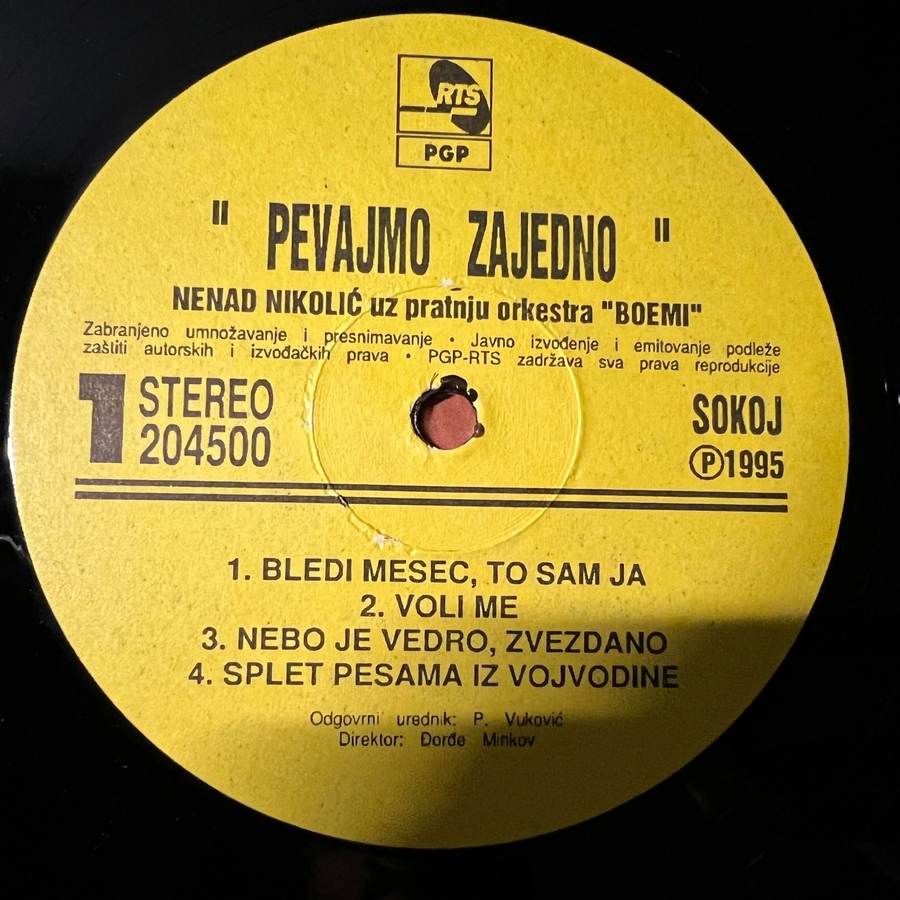 RTS
PGP
" PEVAJMO ZAJEDNO "
NENAD NIKOLIĆ uz pratnju orkestra "BOEMI"
Zabranjeno umnožavanje i presnimavanje • Javno izvođenje i emitovanje podleže
zaštiti autorskih i izvođačkih prava • PGP-RTS zadržava sva prava reprodukcije
1 STEREO SOKOJ
204500 Ⓟ1995
1. BLEDI MESEC, TO SAM JA
2. VOLI ME
3. NEBO JE VEDRO, ZVEZDANO
4. SPLET PESAMA IZ VOJVODINE
Odgovrni urednik: P. Vuković
Direktor: Đorđe Minkov